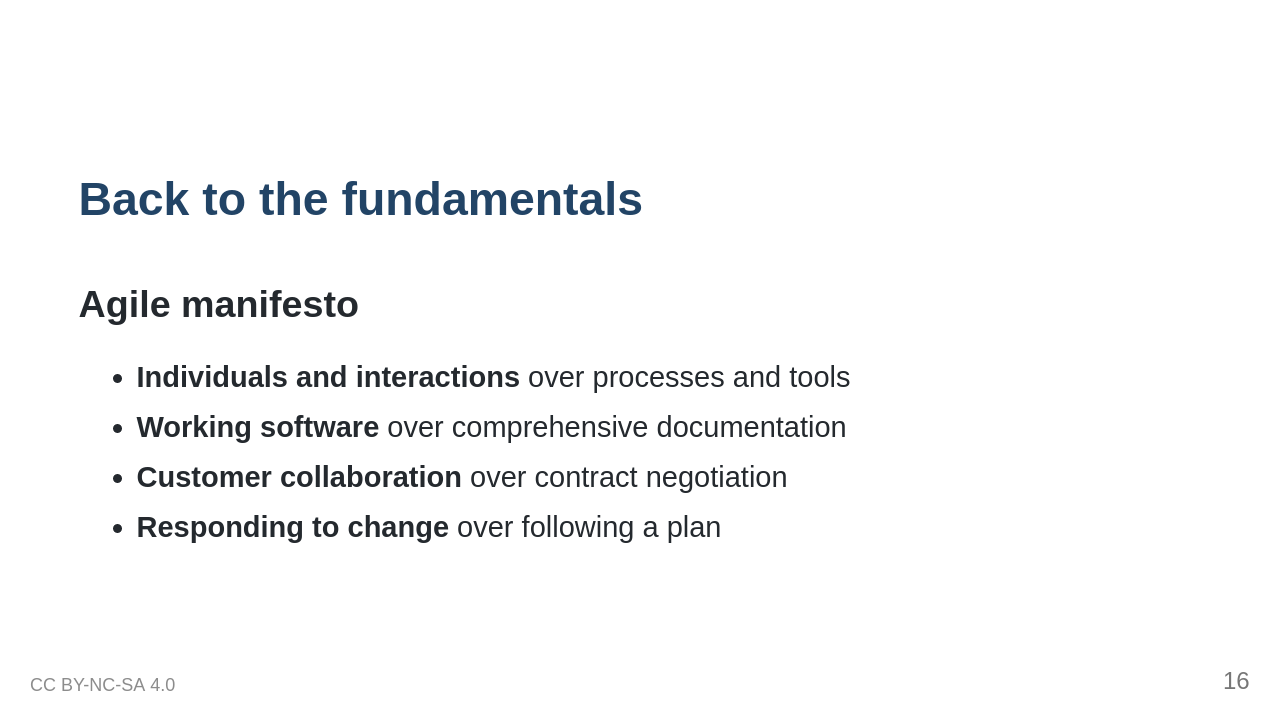 Back to the fundamentals
Agile manifesto
• Individuals and interactions over processes and tools
• Working software over comprehensive documentation
• Customer collaboration over contract negotiation
• Responding to change over following a plan
CC BY-NC-SA 4.0
16